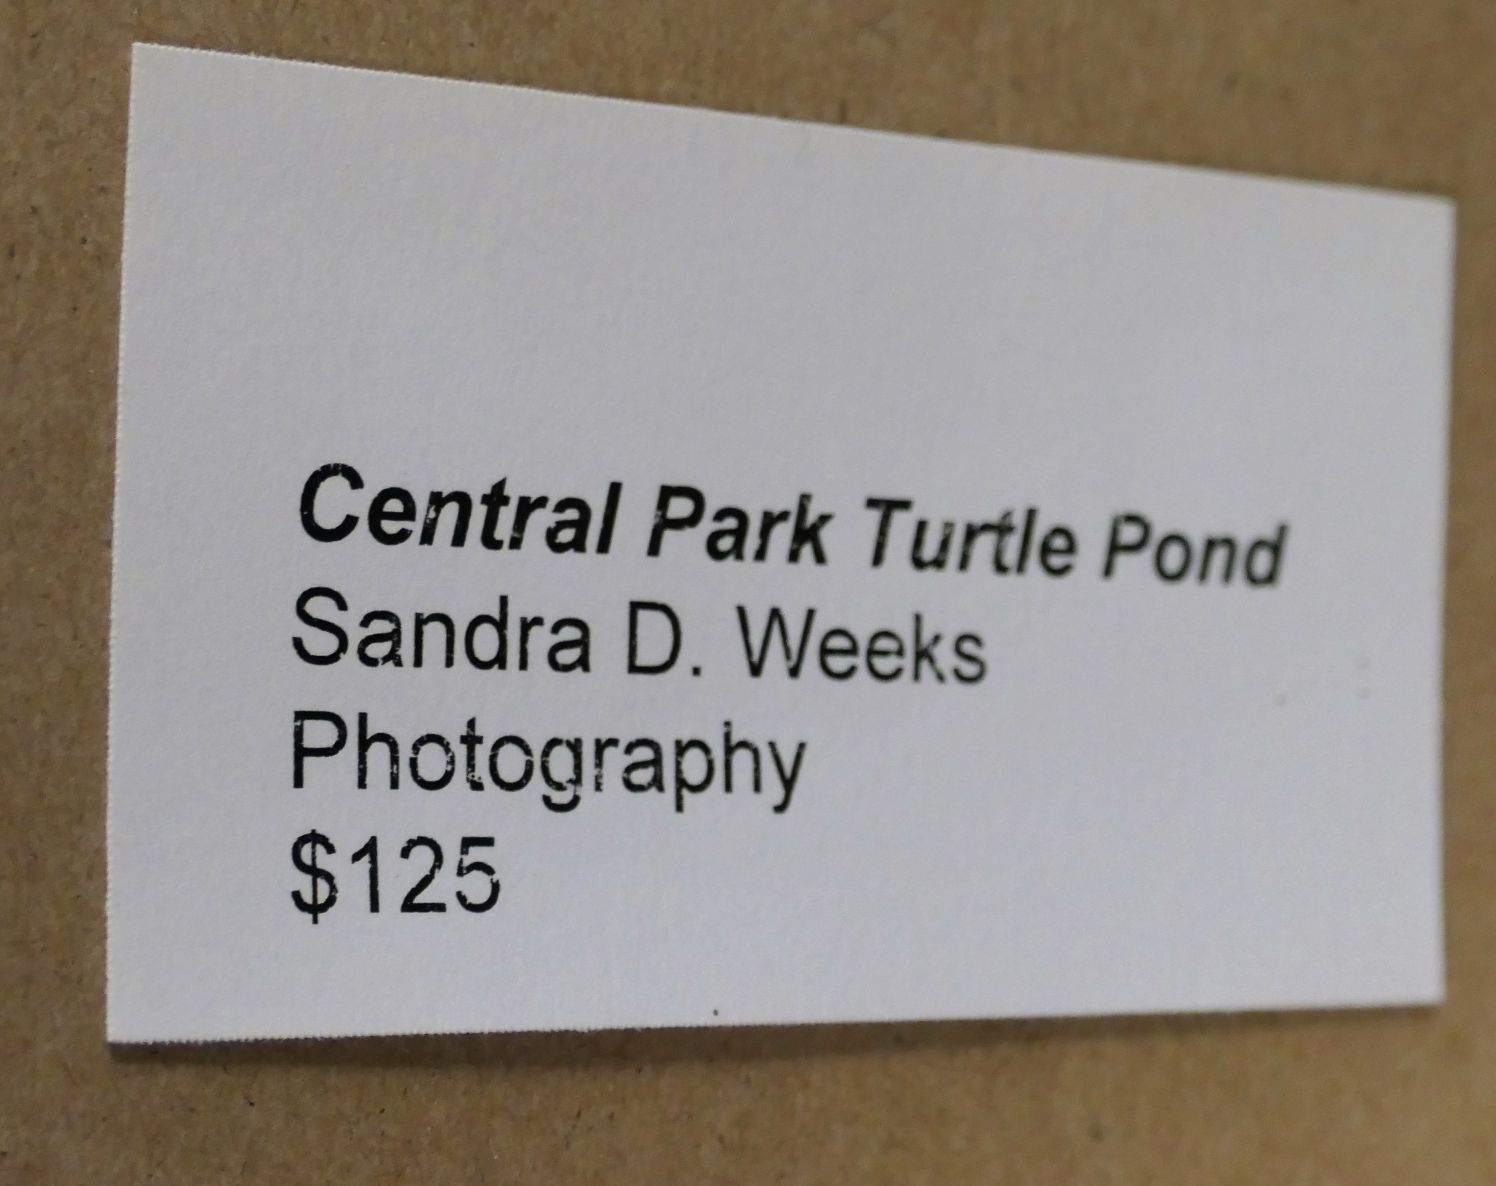 Central Park Turtle Pond
Sandra D. Weeks
Photography
$125